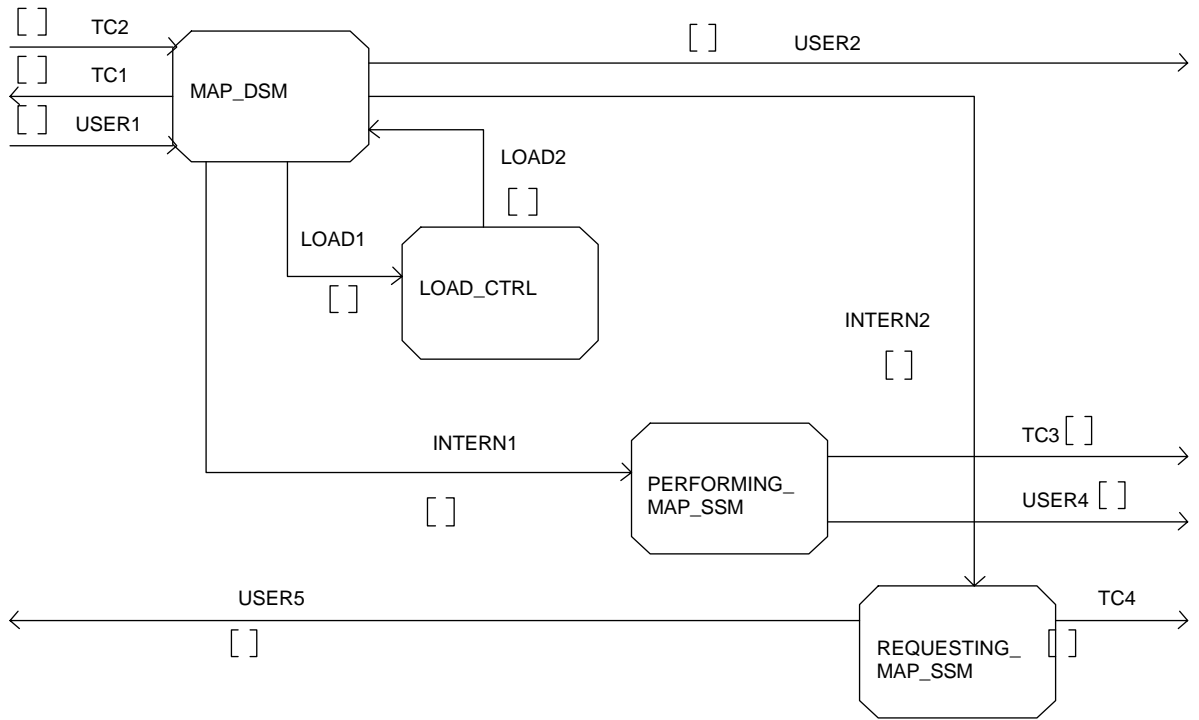 [ ] TC2
[ ] USER2
[ ] TC1
MAP_DSM
[ ] USER1
LOAD2
[ ]
LOAD1
[ ]
LOAD_CTRL
INTERN2
[ ]
INTERN1
[ ]
TC3 [ ]
PERFORMING_
MAP_SSM
USER4 [ ]
USER5
[ ]
TC4
[ ]
REQUESTING_
MAP_SSM